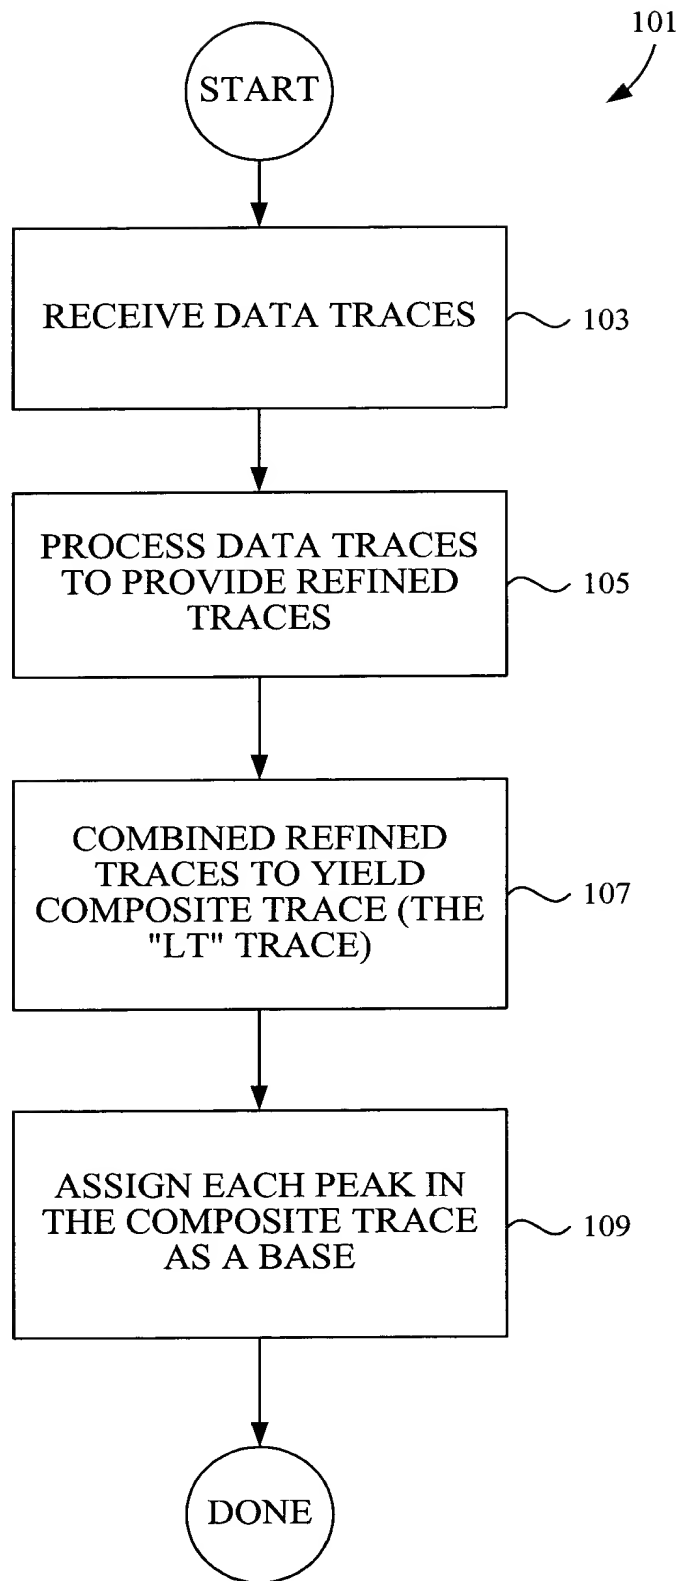 101
START
RECEIVE DATA TRACES
103
PROCESS DATA TRACES
TO PROVIDE REFINED
TRACES
105
COMBINED REFINED
TRACES TO YIELD
COMPOSITE TRACE (THE
"LT" TRACE)
107
ASSIGN EACH PEAK IN
THE COMPOSITE TRACE
AS A BASE
109
DONE